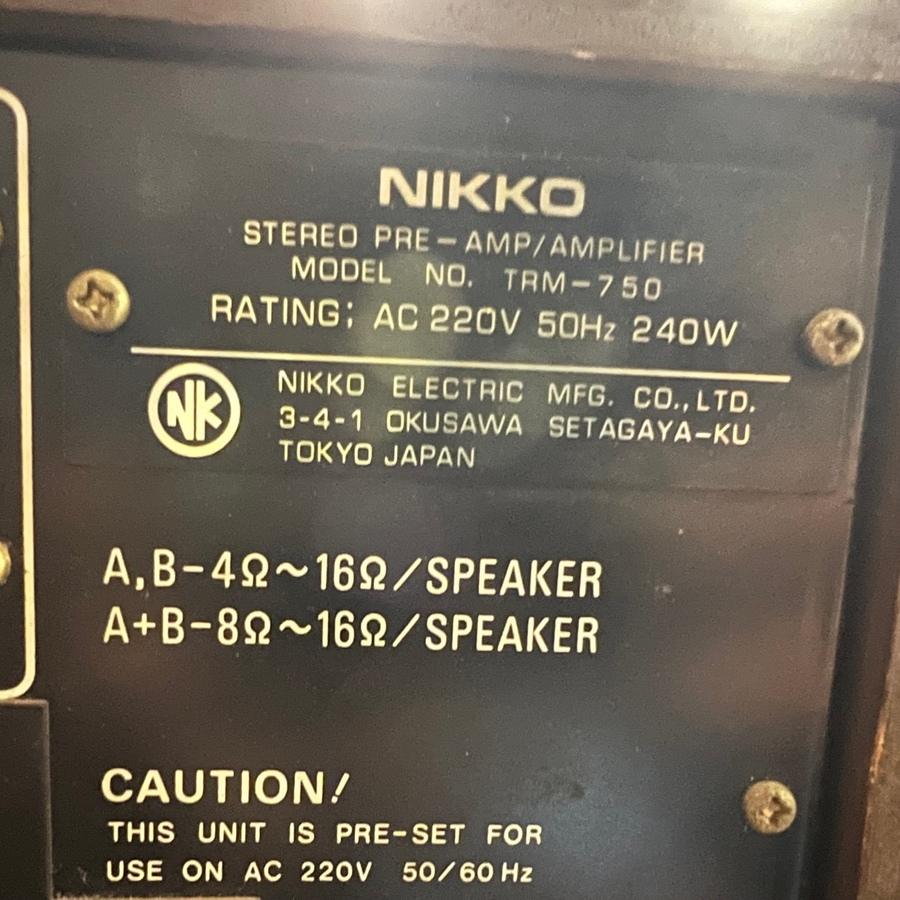 NIKKO
STEREO PRE-AMP/AMPLIFIER
MODEL NO. TRM-750
RATING; AC 220V 50Hz 240W
NK
NIKKO ELECTRIC MFG. CO., LTD.
3-4-1 OKUSAWA SETAGAYA-KU
TOKYO JAPAN
A,B-4Ω~16Ω/SPEAKER
A+B-8Ω~16Ω/SPEAKER
CAUTION!
THIS UNIT IS PRE-SET FOR
USE ON AC 220V 50/60 Hz